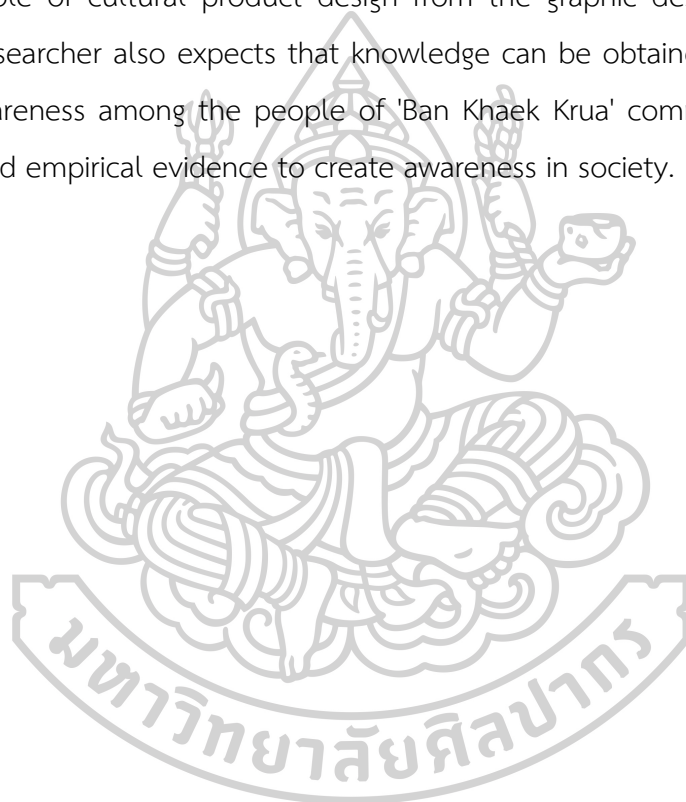 ple of cultural product design from the graphic de
searcher also expects that knowledge can be obtaine
areness among the people of 'Ban Khaek Krua' com
d empirical evidence to create awareness in society.
มหาวิทยาลัยศิลปากร